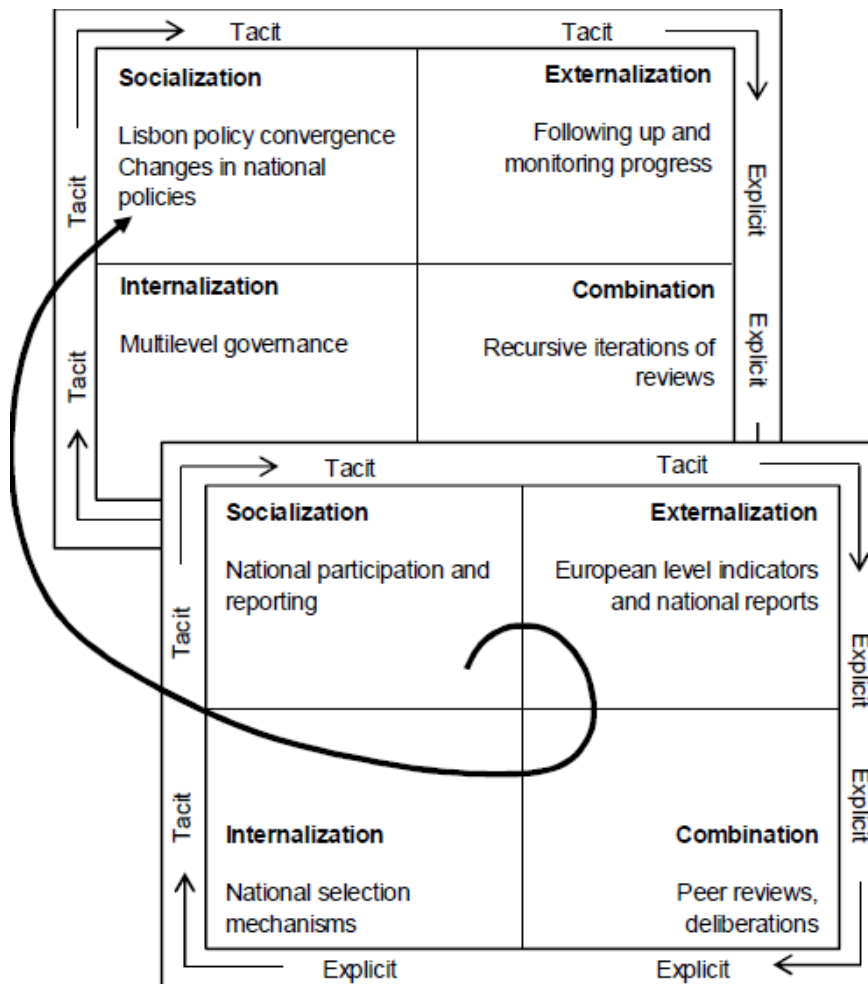 Tacit Tacit
Socialization Externalization
Lisbon policy convergence Following up and
Changes in national monitoring progress
policies
Tacit
Explicit
Internalization Combination
Multilevel governance Recursive iterations of
reviews
Tacit
Explicit
Tacit Tacit
Socialization Externalization
National participation and European level indicators
reporting and national reports
Tacit
Explicit
Internalization Combination
National selection Peer reviews,
mechanisms deliberations
Tacit
Explicit
Explicit Explicit